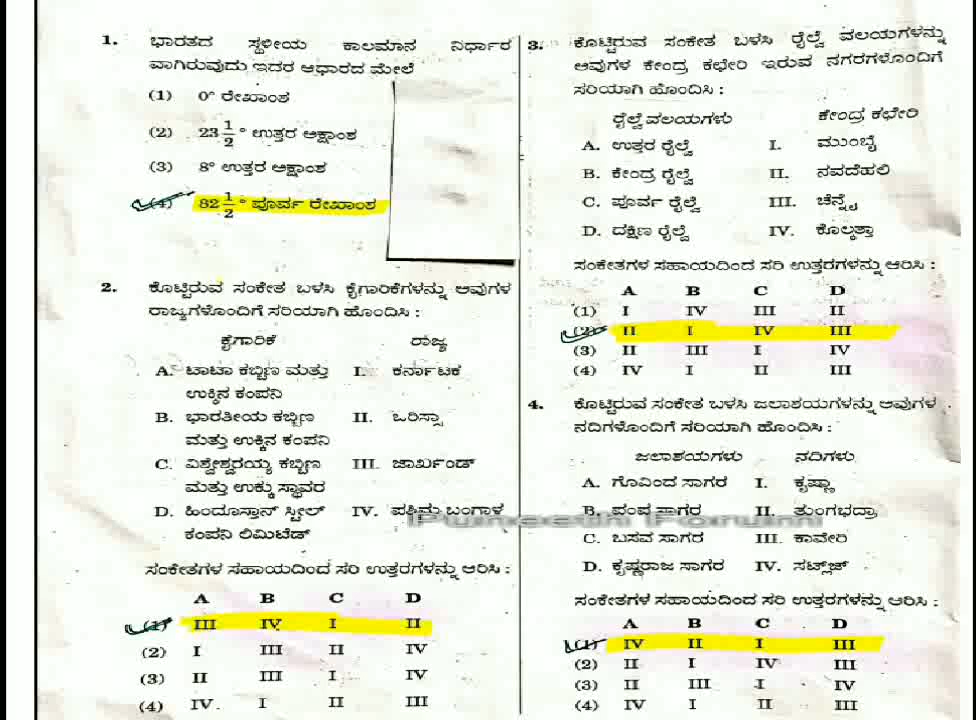 1. ಭಾರತದ ಸ್ಥಳೀಯ ಕಾಲಮಾನ ನಿರ್ಧಾರ
ವಾಗಿರುವುದು ಇದರ ಆಧಾರದ ಮೇಲೆ
(1) 0° ರೇಖಾಂಶ
(2) 23 1/2 ° ಉತ್ತರ ಅಕ್ಷಾಂಶ
(3) 8° ಉತ್ತರ ಅಕ್ಷಾಂಶ
(4) 82 1/2 ° ಪೂರ್ವ ರೇಖಾಂಶ
2. ಕೊಟ್ಟಿರುವ ಸಂಕೇತ ಬಳಸಿ ಕೈಗಾರಿಕೆಗಳನ್ನು ಅವುಗಳ
ರಾಜ್ಯಗಳೊಂದಿಗೆ ಸರಿಯಾಗಿ ಹೊಂದಿಸಿ :
ಕೈಗಾರಿಕೆ ರಾಜ್ಯ
A. ಟಾಟಾ ಕಬ್ಬಿಣ ಮತ್ತು I. ಕರ್ನಾಟಕ
ಉಕ್ಕಿನ ಕಂಪನಿ
B. ಭಾರತೀಯ ಕಬ್ಬಿಣ II. ಒರಿಸ್ಸಾ
ಮತ್ತು ಉಕ್ಕಿನ ಕಂಪನಿ
C. ವಿಶ್ವೇಶ್ವರಯ್ಯ ಕಬ್ಬಿಣ III. ಜಾರ್ಖಂಡ್
ಮತ್ತು ಉಕ್ಕು ಸ್ಥಾವರ
D. ಹಿಂದೂಸ್ತಾನ್ ಸ್ಟೀಲ್ IV. ಪಶ್ಚಿಮ ಬಂಗಾಳ
ಕಂಪನಿ ಲಿಮಿಟೆಡ್
ಸಂಕೇತಗಳ ಸಹಾಯದಿಂದ ಸರಿ ಉತ್ತರಗಳನ್ನು ಆರಿಸಿ :
A B C D
(1) III IV I II
(2) I III II IV
(3) II III I IV
(4) IV I II III
3. ಕೊಟ್ಟಿರುವ ಸಂಕೇತ ಬಳಸಿ ರೈಲ್ವೆ ವಲಯಗಳನ್ನು
ಅವುಗಳ ಕೇಂದ್ರ ಕಛೇರಿ ಇರುವ ನಗರಗಳೊಂದಿಗೆ
ಸರಿಯಾಗಿ ಹೊಂದಿಸಿ :
ರೈಲ್ವೆ ವಲಯಗಳು ಕೇಂದ್ರ ಕಛೇರಿ
A. ಉತ್ತರ ರೈಲ್ವೆ I. ಮುಂಬೈ
B. ಕೇಂದ್ರ ರೈಲ್ವೆ II. ನವದೆಹಲಿ
C. ಪೂರ್ವ ರೈಲ್ವೆ III. ಚೆನ್ನೈ
D. ದಕ್ಷಿಣ ರೈಲ್ವೆ IV. ಕೊಲ್ಕತ್ತಾ
ಸಂಕೇತಗಳ ಸಹಾಯದಿಂದ ಸರಿ ಉತ್ತರಗಳನ್ನು ಆರಿಸಿ :
A B C D
(1) I IV III II
(2) II I IV III
(3) II III I IV
(4) IV I II III
4. ಕೊಟ್ಟಿರುವ ಸಂಕೇತ ಬಳಸಿ ಜಲಾಶಯಗಳನ್ನು ಅವುಗಳ
ನದಿಗಳೊಂದಿಗೆ ಸರಿಯಾಗಿ ಹೊಂದಿಸಿ :
ಜಲಾಶಯಗಳು ನದಿಗಳು
A. ಗೊವಿಂದ ಸಾಗರ I. ಕೃಷ್ಣಾ
B. ಪಂಪ ಸಾಗರ II. ತುಂಗಭದ್ರಾ
C. ಬಸವ ಸಾಗರ III. ಕಾವೇರಿ
D. ಕೃಷ್ಣರಾಜ ಸಾಗರ IV. ಸಟ್ಲೆಜ್
ಸಂಕೇತಗಳ ಸಹಾಯದಿಂದ ಸರಿ ಉತ್ತರಗಳನ್ನು ಆರಿಸಿ :
A B C D
(1) IV II I III
(2) II I IV III
(3) II III I IV
(4) IV I II III